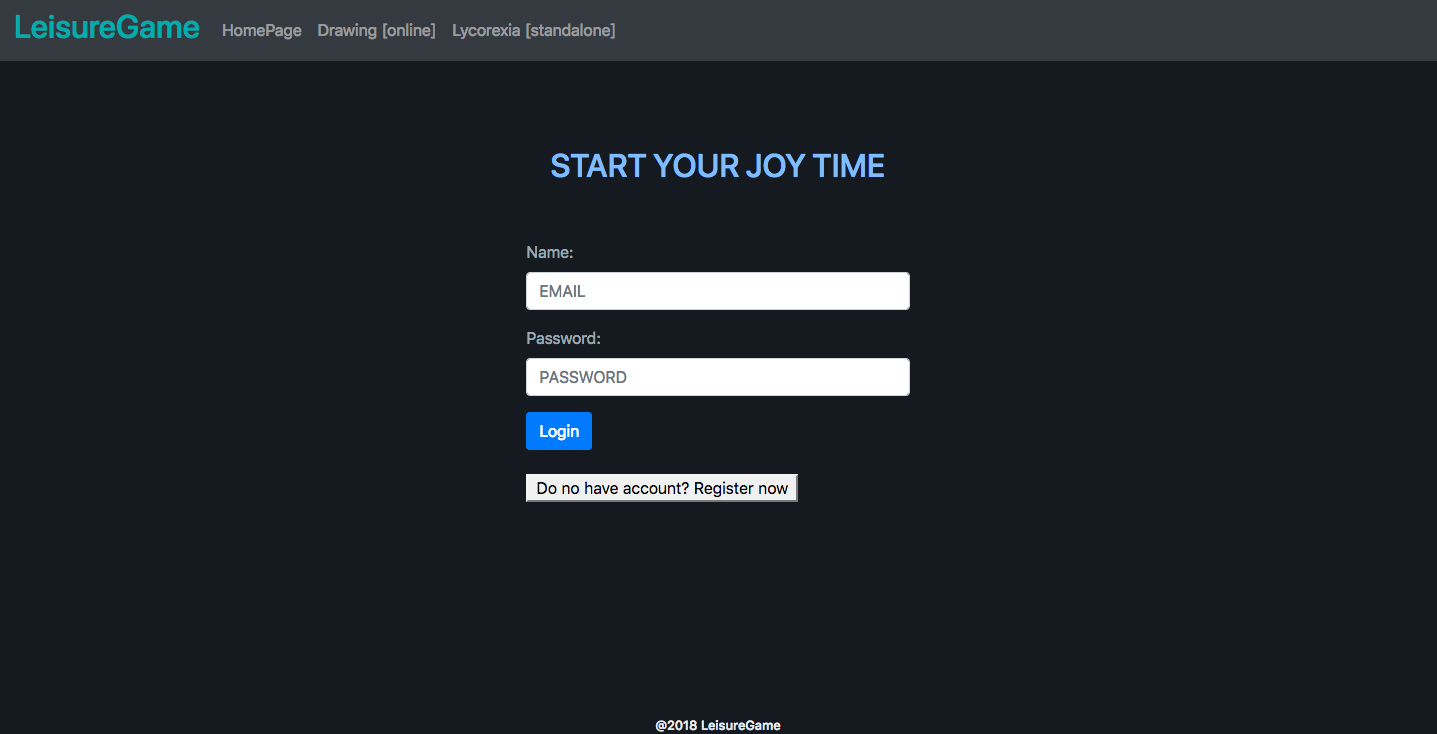 LeisureGame HomePage Drawing [online] Lycorexia [standalone]
START YOUR JOY TIME
Name:
EMAIL
Password:
PASSWORD
Login
Do no have account? Register now
@2018 LeisureGame